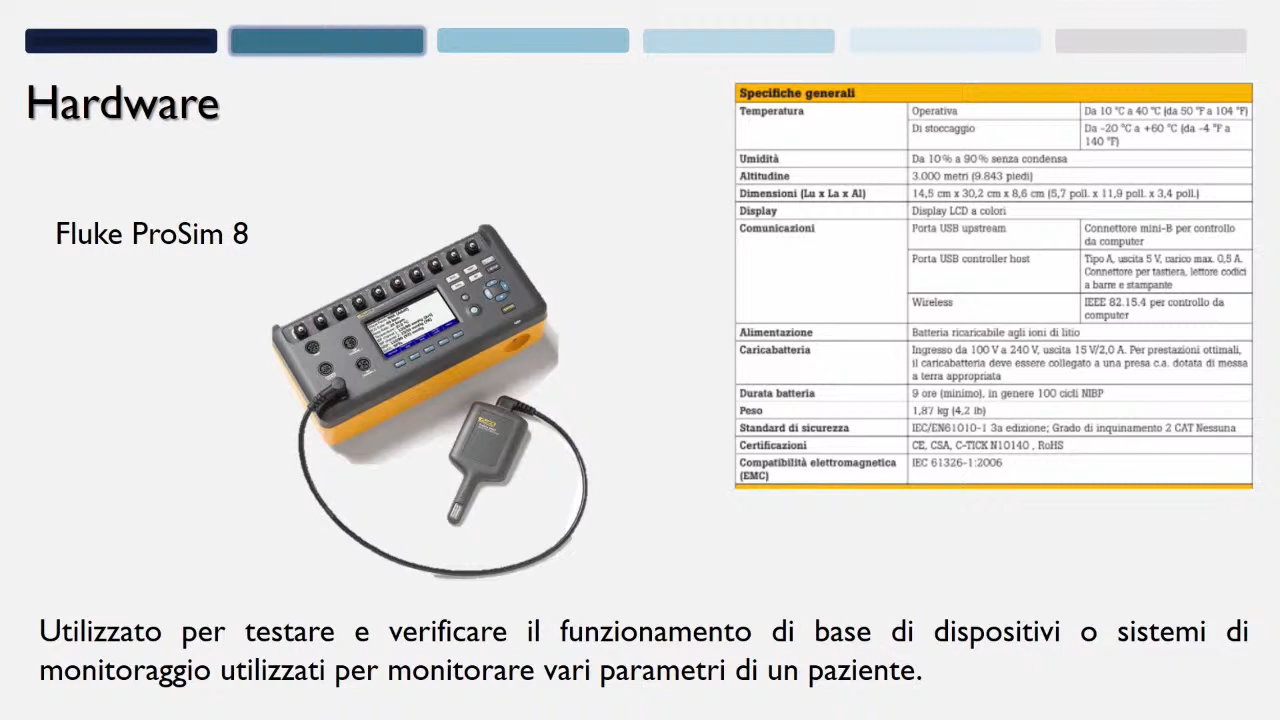 Hardware
Fluke ProSim 8
Specifiche generali
Temperatura Operativa Da 10 °C a 40 °C (da 50 °F a 104 °F)
Di stoccaggio Da -20 °C a +60 °C (da -4 °F a
140 °F)
Umidità Da 10% a 90% senza condensa
Altitudine 3.000 metri (9.843 piedi)
Dimensioni (Lu x La x Al) 14,5 cm x 30,2 cm x 8,6 cm (5,7 poll. x 11,9 poll. x 3,4 poll.)
Display Display LCD a colori
Comunicazioni Porta USB upstream Connettore mini-B per controllo
da computer
Porta USB controller host Tipo A, uscita 5 V, carico max. 0,5 A.
Connettore per tastiera, lettore codici
a barre e stampante
Wireless IEEE 82.15.4 per controllo da
computer
Alimentazione Batteria ricaricabile agli ioni di litio
Caricabatteria Ingresso da 100 V a 240 V, uscita 15 V/2,0 A. Per prestazioni ottimali,
il caricabatteria deve essere collegato a una presa c.a. dotata di messa
a terra appropriata
Durata batteria 9 ore (minimo), in genere 100 cicli NIBP
Peso 1,87 kg (4,2 lb)
Standard di sicurezza IEC/EN61010-1 3a edizione; Grado di inquinamento 2 CAT Nessuna
Certificazioni CE, CSA, C-TICK N10140 , RoHS
Compatibilità elettromagnetica IEC 61326-1:2006
(EMC)
Utilizzato per testare e verificare il funzionamento di base di dispositivi o sistemi di
monitoraggio utilizzati per monitorare vari parametri di un paziente.